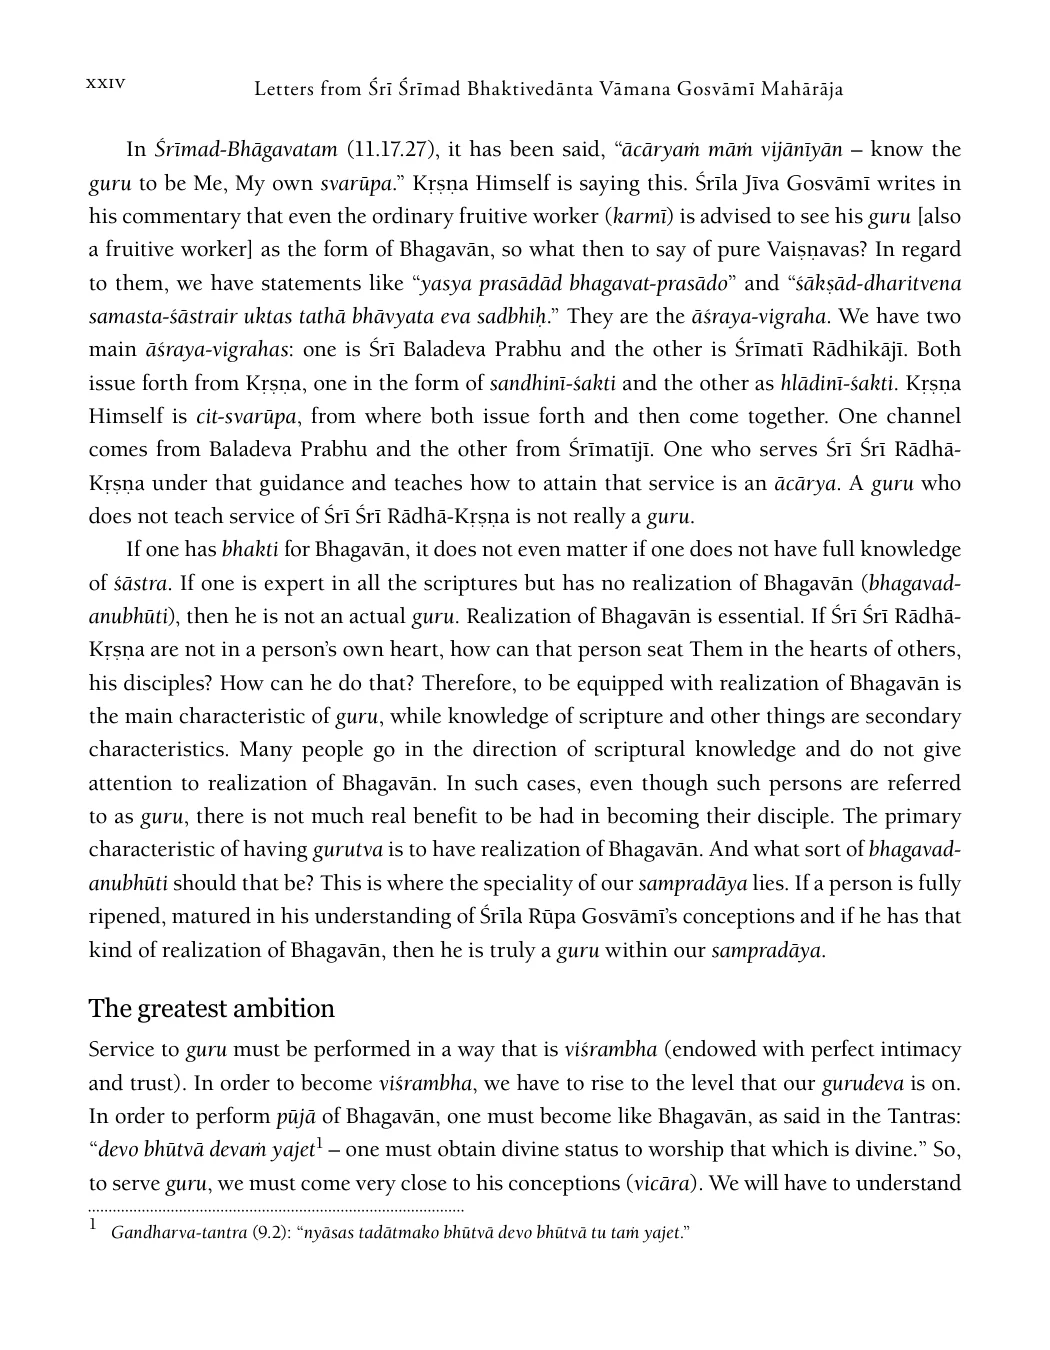 xxiv
Letters from Śrī Śrīmad Bhaktivedānta Vāmana Gosvāmī Mahārāja
In Śrīmad-Bhāgavatam (11.17.27), it has been said, “ācāryaṁ māṁ vijānīyān – know the
guru to be Me, My own svarūpa.” Kṛṣṇa Himself is saying this. Śrīla Jīva Gosvāmī writes in
his commentary that even the ordinary fruitive worker (karmī) is advised to see his guru [also
a fruitive worker] as the form of Bhagavān, so what then to say of pure Vaiṣṇavas? In regard
to them, we have statements like “yasya prasādād bhagavat-prasādo” and “śākṣād-dharitvena
samasta-śāstrair uktas tathā bhāvyata eva sadbhiḥ.” They are the āśraya-vigraha. We have two
main āśraya-vigrahas: one is Śrī Baladeva Prabhu and the other is Śrīmatī Rādhikājī. Both
issue forth from Kṛṣṇa, one in the form of sandhinī-śakti and the other as hlādinī-śakti. Kṛṣṇa
Himself is cit-svarūpa, from where both issue forth and then come together. One channel
comes from Baladeva Prabhu and the other from Śrīmatījī. One who serves Śrī Śrī Rādhā-
Kṛṣṇa under that guidance and teaches how to attain that service is an ācārya. A guru who
does not teach service of Śrī Śrī Rādhā-Kṛṣṇa is not really a guru.
If one has bhakti for Bhagavān, it does not even matter if one does not have full knowledge
of śāstra. If one is expert in all the scriptures but has no realization of Bhagavān (bhagavad-
anubhūti), then he is not an actual guru. Realization of Bhagavān is essential. If Śrī Śrī Rādhā-
Kṛṣṇa are not in a person’s own heart, how can that person seat Them in the hearts of others,
his disciples? How can he do that? Therefore, to be equipped with realization of Bhagavān is
the main characteristic of guru, while knowledge of scripture and other things are secondary
characteristics. Many people go in the direction of scriptural knowledge and do not give
attention to realization of Bhagavān. In such cases, even though such persons are referred
to as guru, there is not much real benefit to be had in becoming their disciple. The primary
characteristic of having gurutva is to have realization of Bhagavān. And what sort of bhagavad-
anubhūti should that be? This is where the speciality of our sampradāya lies. If a person is fully
ripened, matured in his understanding of Śrīla Rūpa Gosvāmī’s conceptions and if he has that
kind of realization of Bhagavān, then he is truly a guru within our sampradāya.
The greatest ambition
Service to guru must be performed in a way that is viśrambha (endowed with perfect intimacy
and trust). In order to become viśrambha, we have to rise to the level that our gurudeva is on.
In order to perform pūjā of Bhagavān, one must become like Bhagavān, as said in the Tantras:
“devo bhūtvā devaṁ yajet1 – one must obtain divine status to worship that which is divine.” So,
to serve guru, we must come very close to his conceptions (vicāra). We will have to understand
1 Gandharva-tantra (9.2): “nyāsas tadātmako bhūtvā devo bhūtvā tu taṁ yajet.”